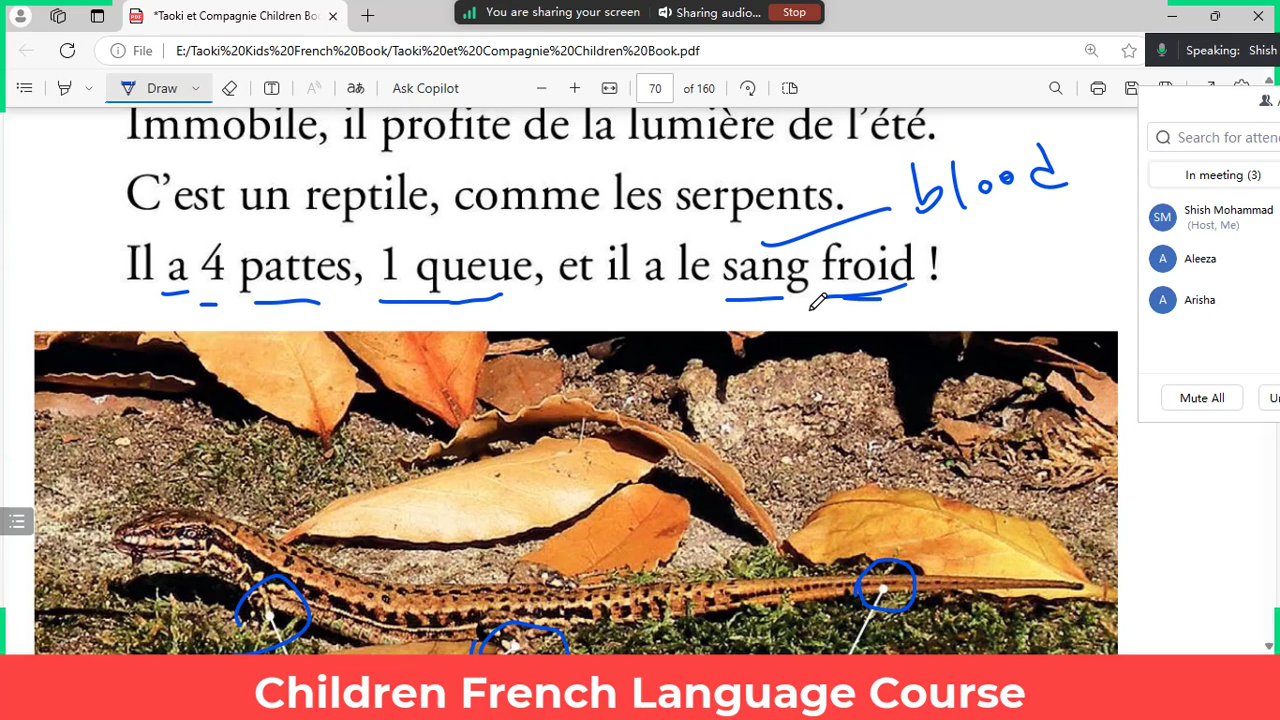 *Taoki et Compagnie Children Bo
You are sharing your screen
Sharing audio...
Stop
File
E:/Taoki%20Kids%20French%20Book/Taoki%20et%20Compagnie%20Children%20Book.pdf
Speaking: Shish
Draw
Ask Copilot
70 of 160
Immobile, il profite de la lumière de l'été.
C'est un reptile, comme les serpents.
blood
Il a 4 pattes, 1 queue, et il a le sang froid !
Search for atten
In meeting (3)
SM
Shish Mohammad
(Host, Me)
A
Aleeza
A
Arisha
Mute All
Children French Language Course